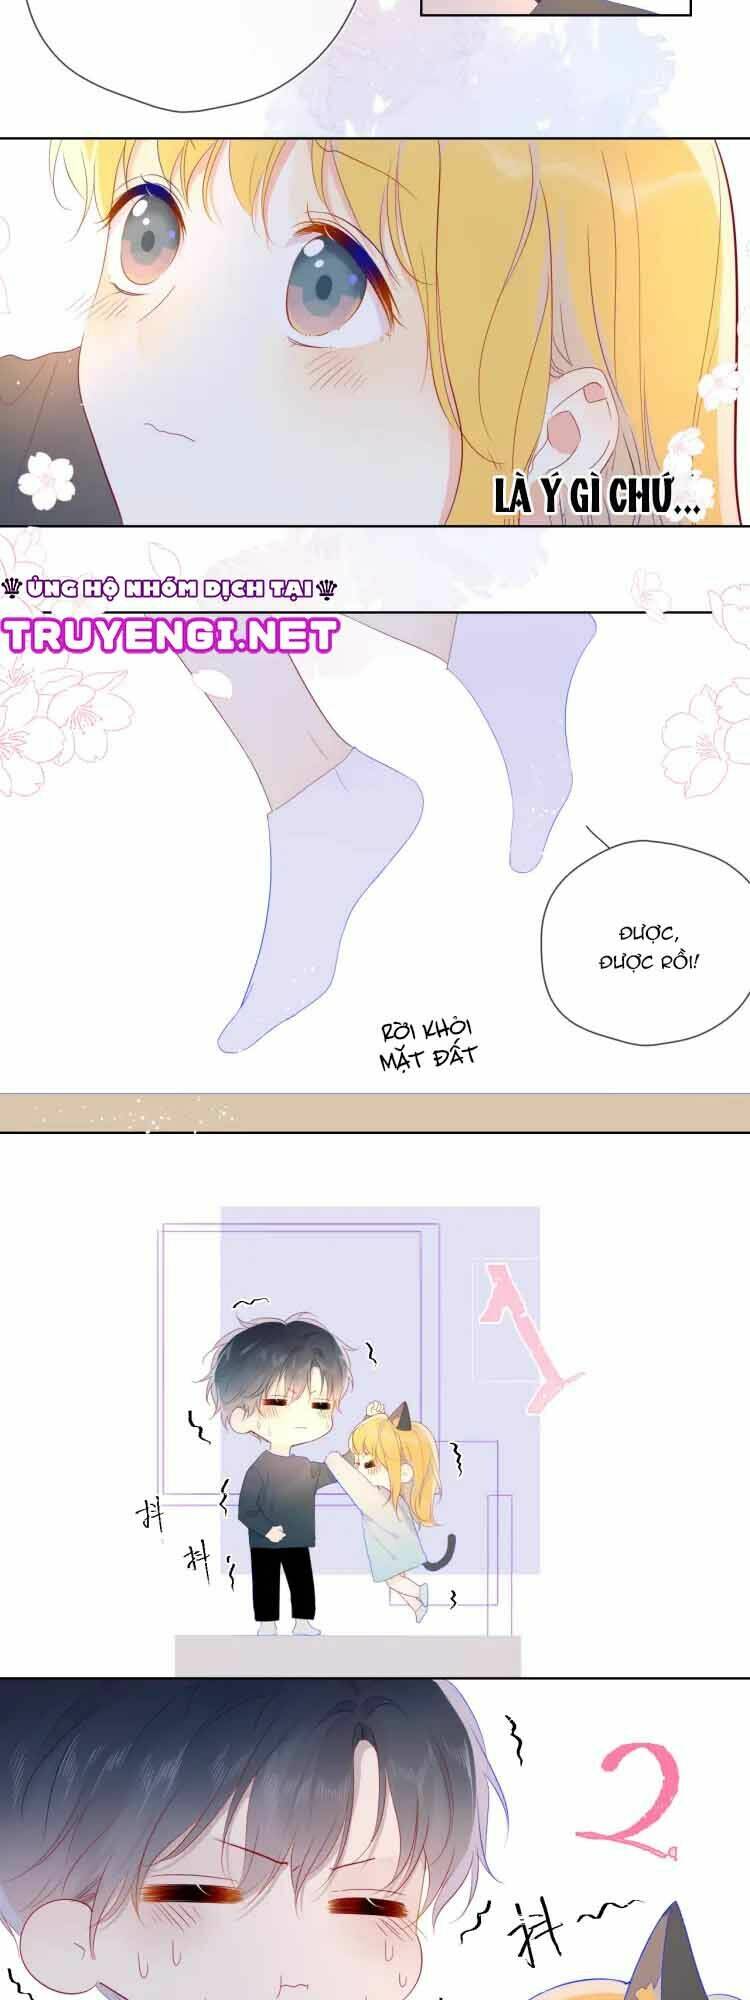 LÀ Ý GÌ CHỨ...
ỦNG HỘ NHÓM DỊCH TẠI
TRUYENGI.NET
ĐƯỢC,
ĐƯỢC RỒI!
RỜI KHỎI
MẶT ĐẤT
1
抖
抖
2
抖